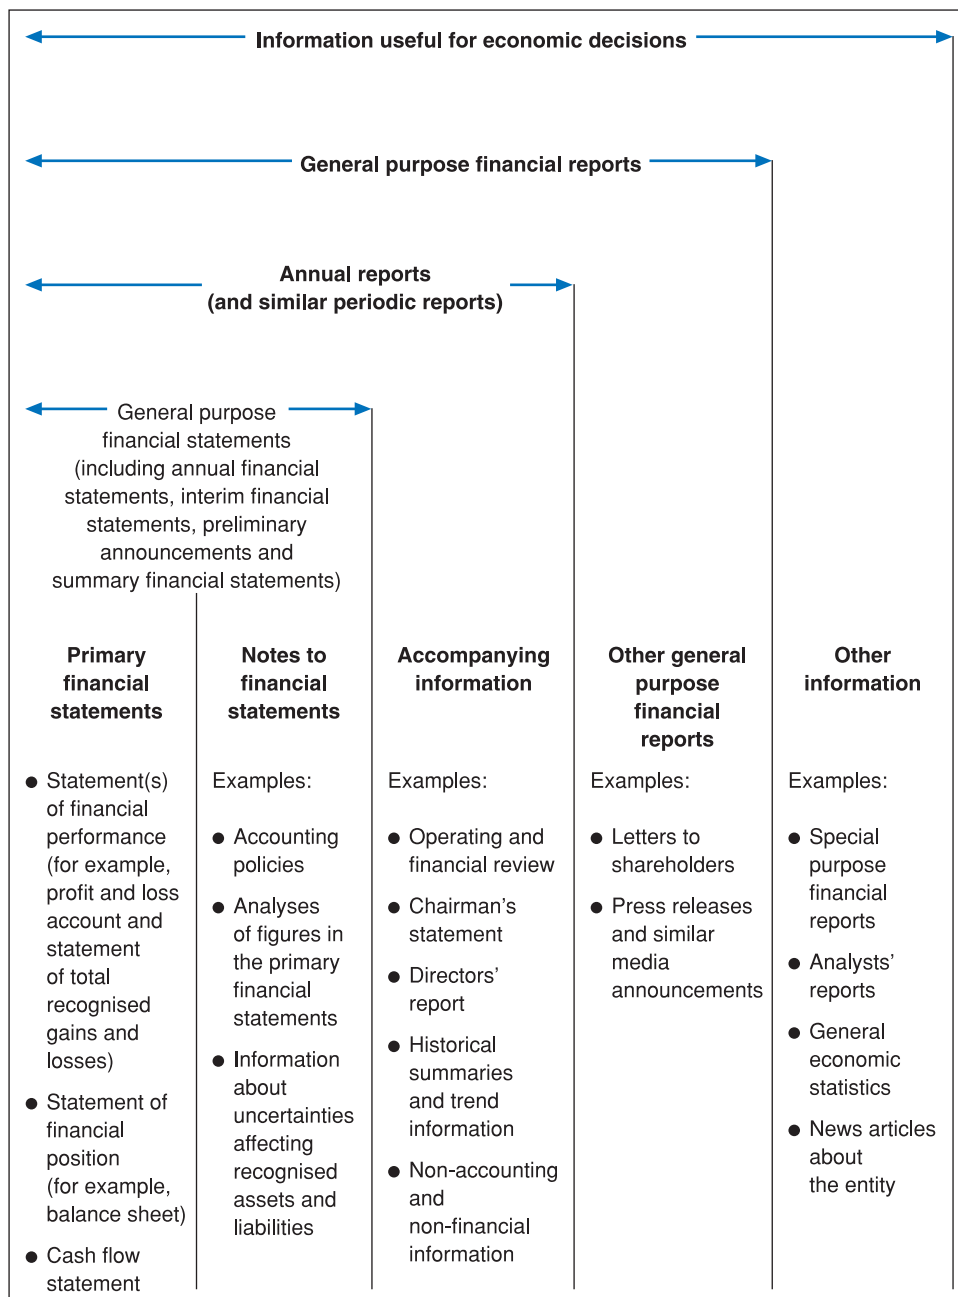 Information useful for economic decisions
General purpose financial reports
Annual reports
(and similar periodic reports)
General purpose
financial statements
(including annual financial
statements, interim financial
statements, preliminary
announcements and
summary financial statements)
Primary
financial
statements
● Statement(s)
of financial
performance
(for example,
profit and loss
account and
statement
of total
recognised
gains and
losses)
● Statement of
financial
position
(for example,
balance sheet)
● Cash flow
statement
Notes to
financial
statements
Examples:
● Accounting
policies
● Analyses
of figures in
the primary
financial
statements
● Information
about
uncertainties
affecting
recognised
assets and
liabilities
Accompanying
information
Examples:
● Operating and
financial review
● Chairman’s
statement
● Directors’
report
● Historical
summaries
and trend
information
● Non-accounting
and
non-financial
information
Other general
purpose
financial
reports
Examples:
● Letters to
shareholders
● Press releases
and similar
media
announcements
Other
information
Examples:
● Special
purpose
financial
reports
● Analysts’
reports
● General
economic
statistics
● News articles
about
the entity